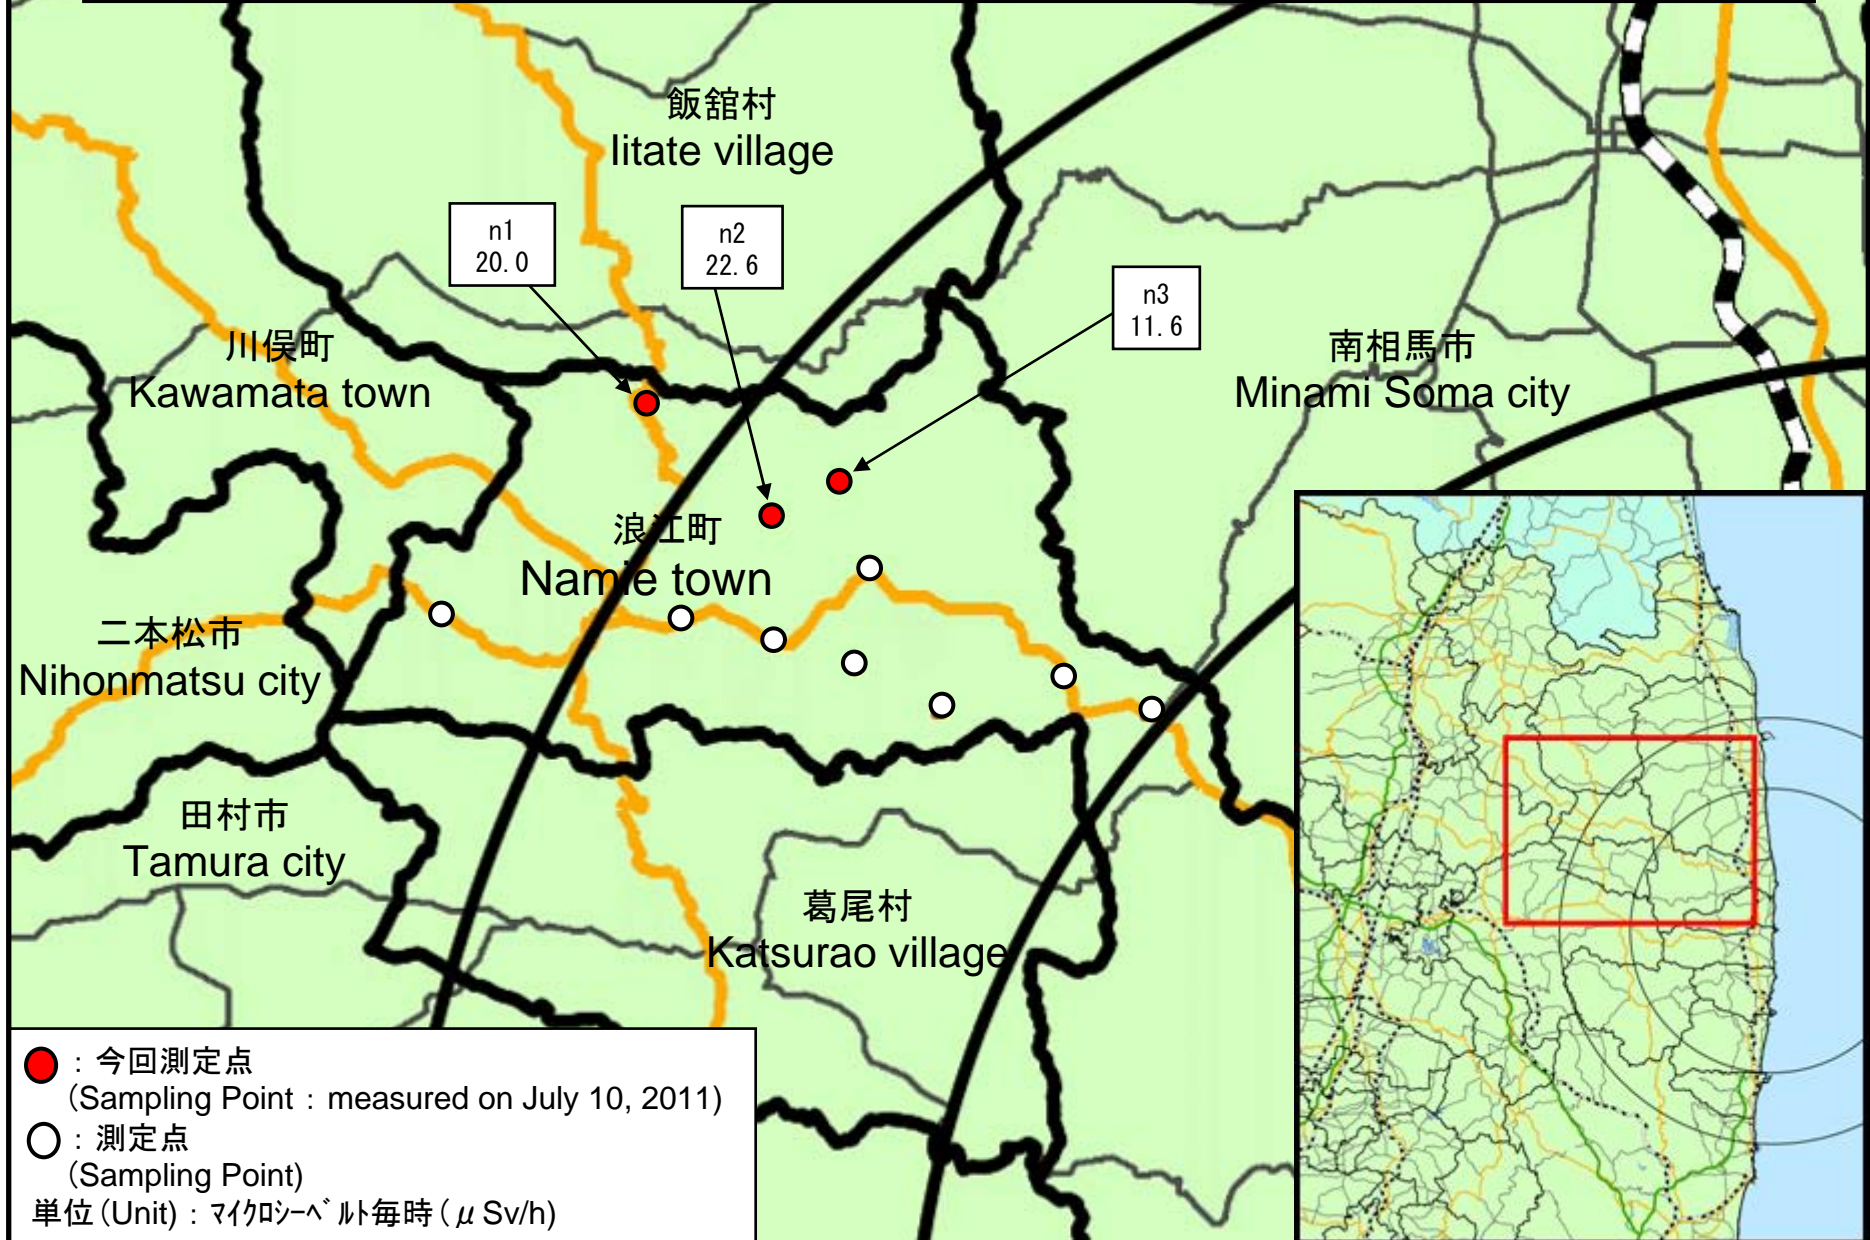 飯舘村
Iitate village
n1
20.0
n2
22.6
n3
11.6
川俣町
Kawamata town
南相馬市
Minami Soma city
浪江町
Namie town
二本松市
Nihonmatsu city
田村市
Tamura city
葛尾村
Katsurao village
：今回測定点
(Sampling Point：measured on July 10, 2011)
：測定点
(Sampling Point)
単位(Unit)：ﾏｲｸﾛｼｰﾍﾞﾙﾄ毎時(μSv/h)